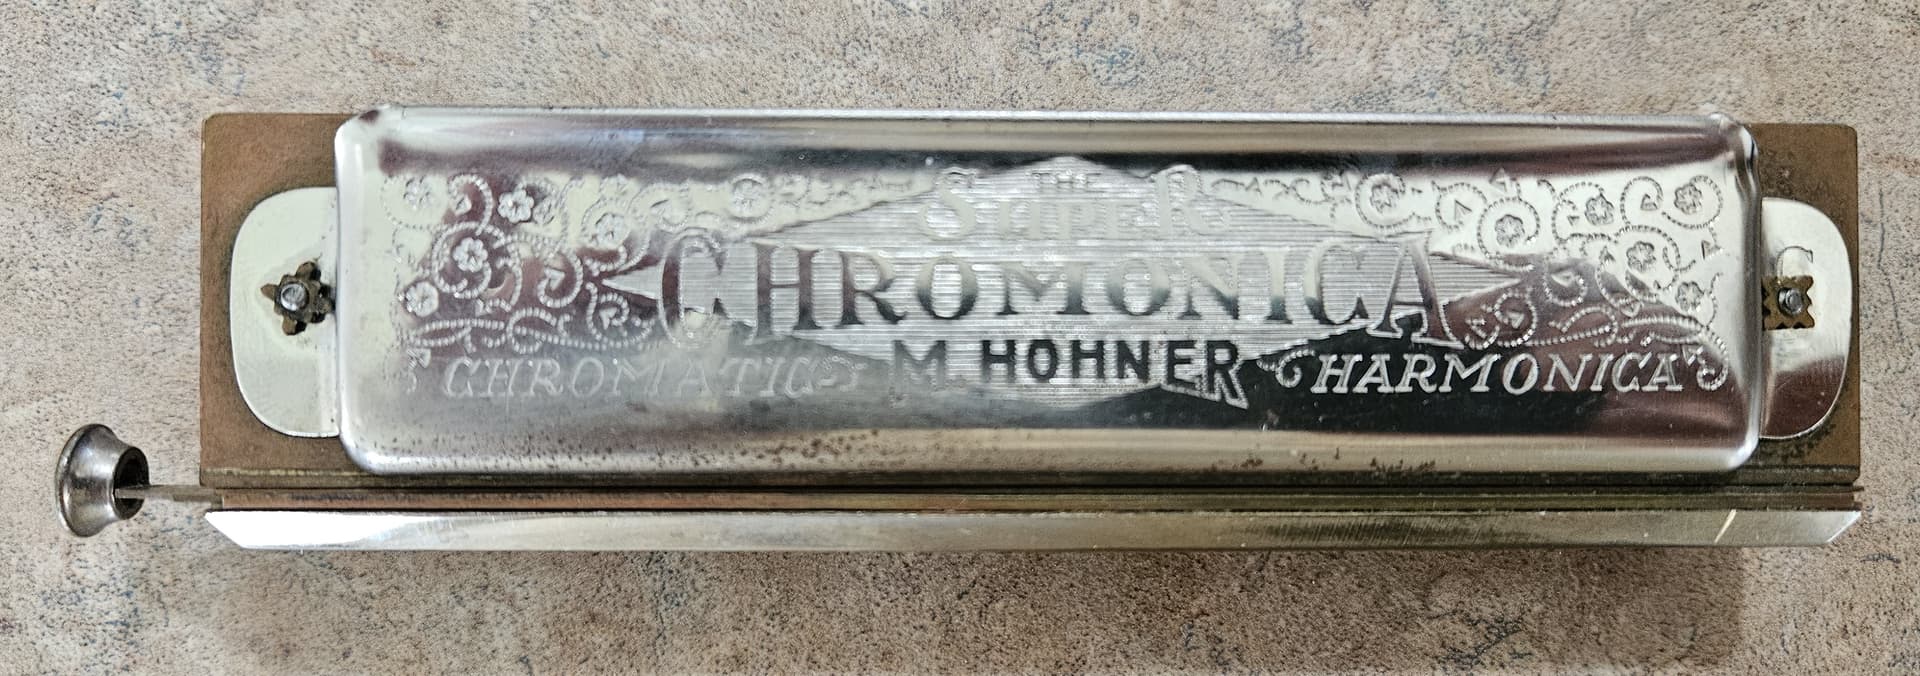 THE
SUPER
CHROMONICA
CHROMATIC M. HOHNER HARMONICA
C